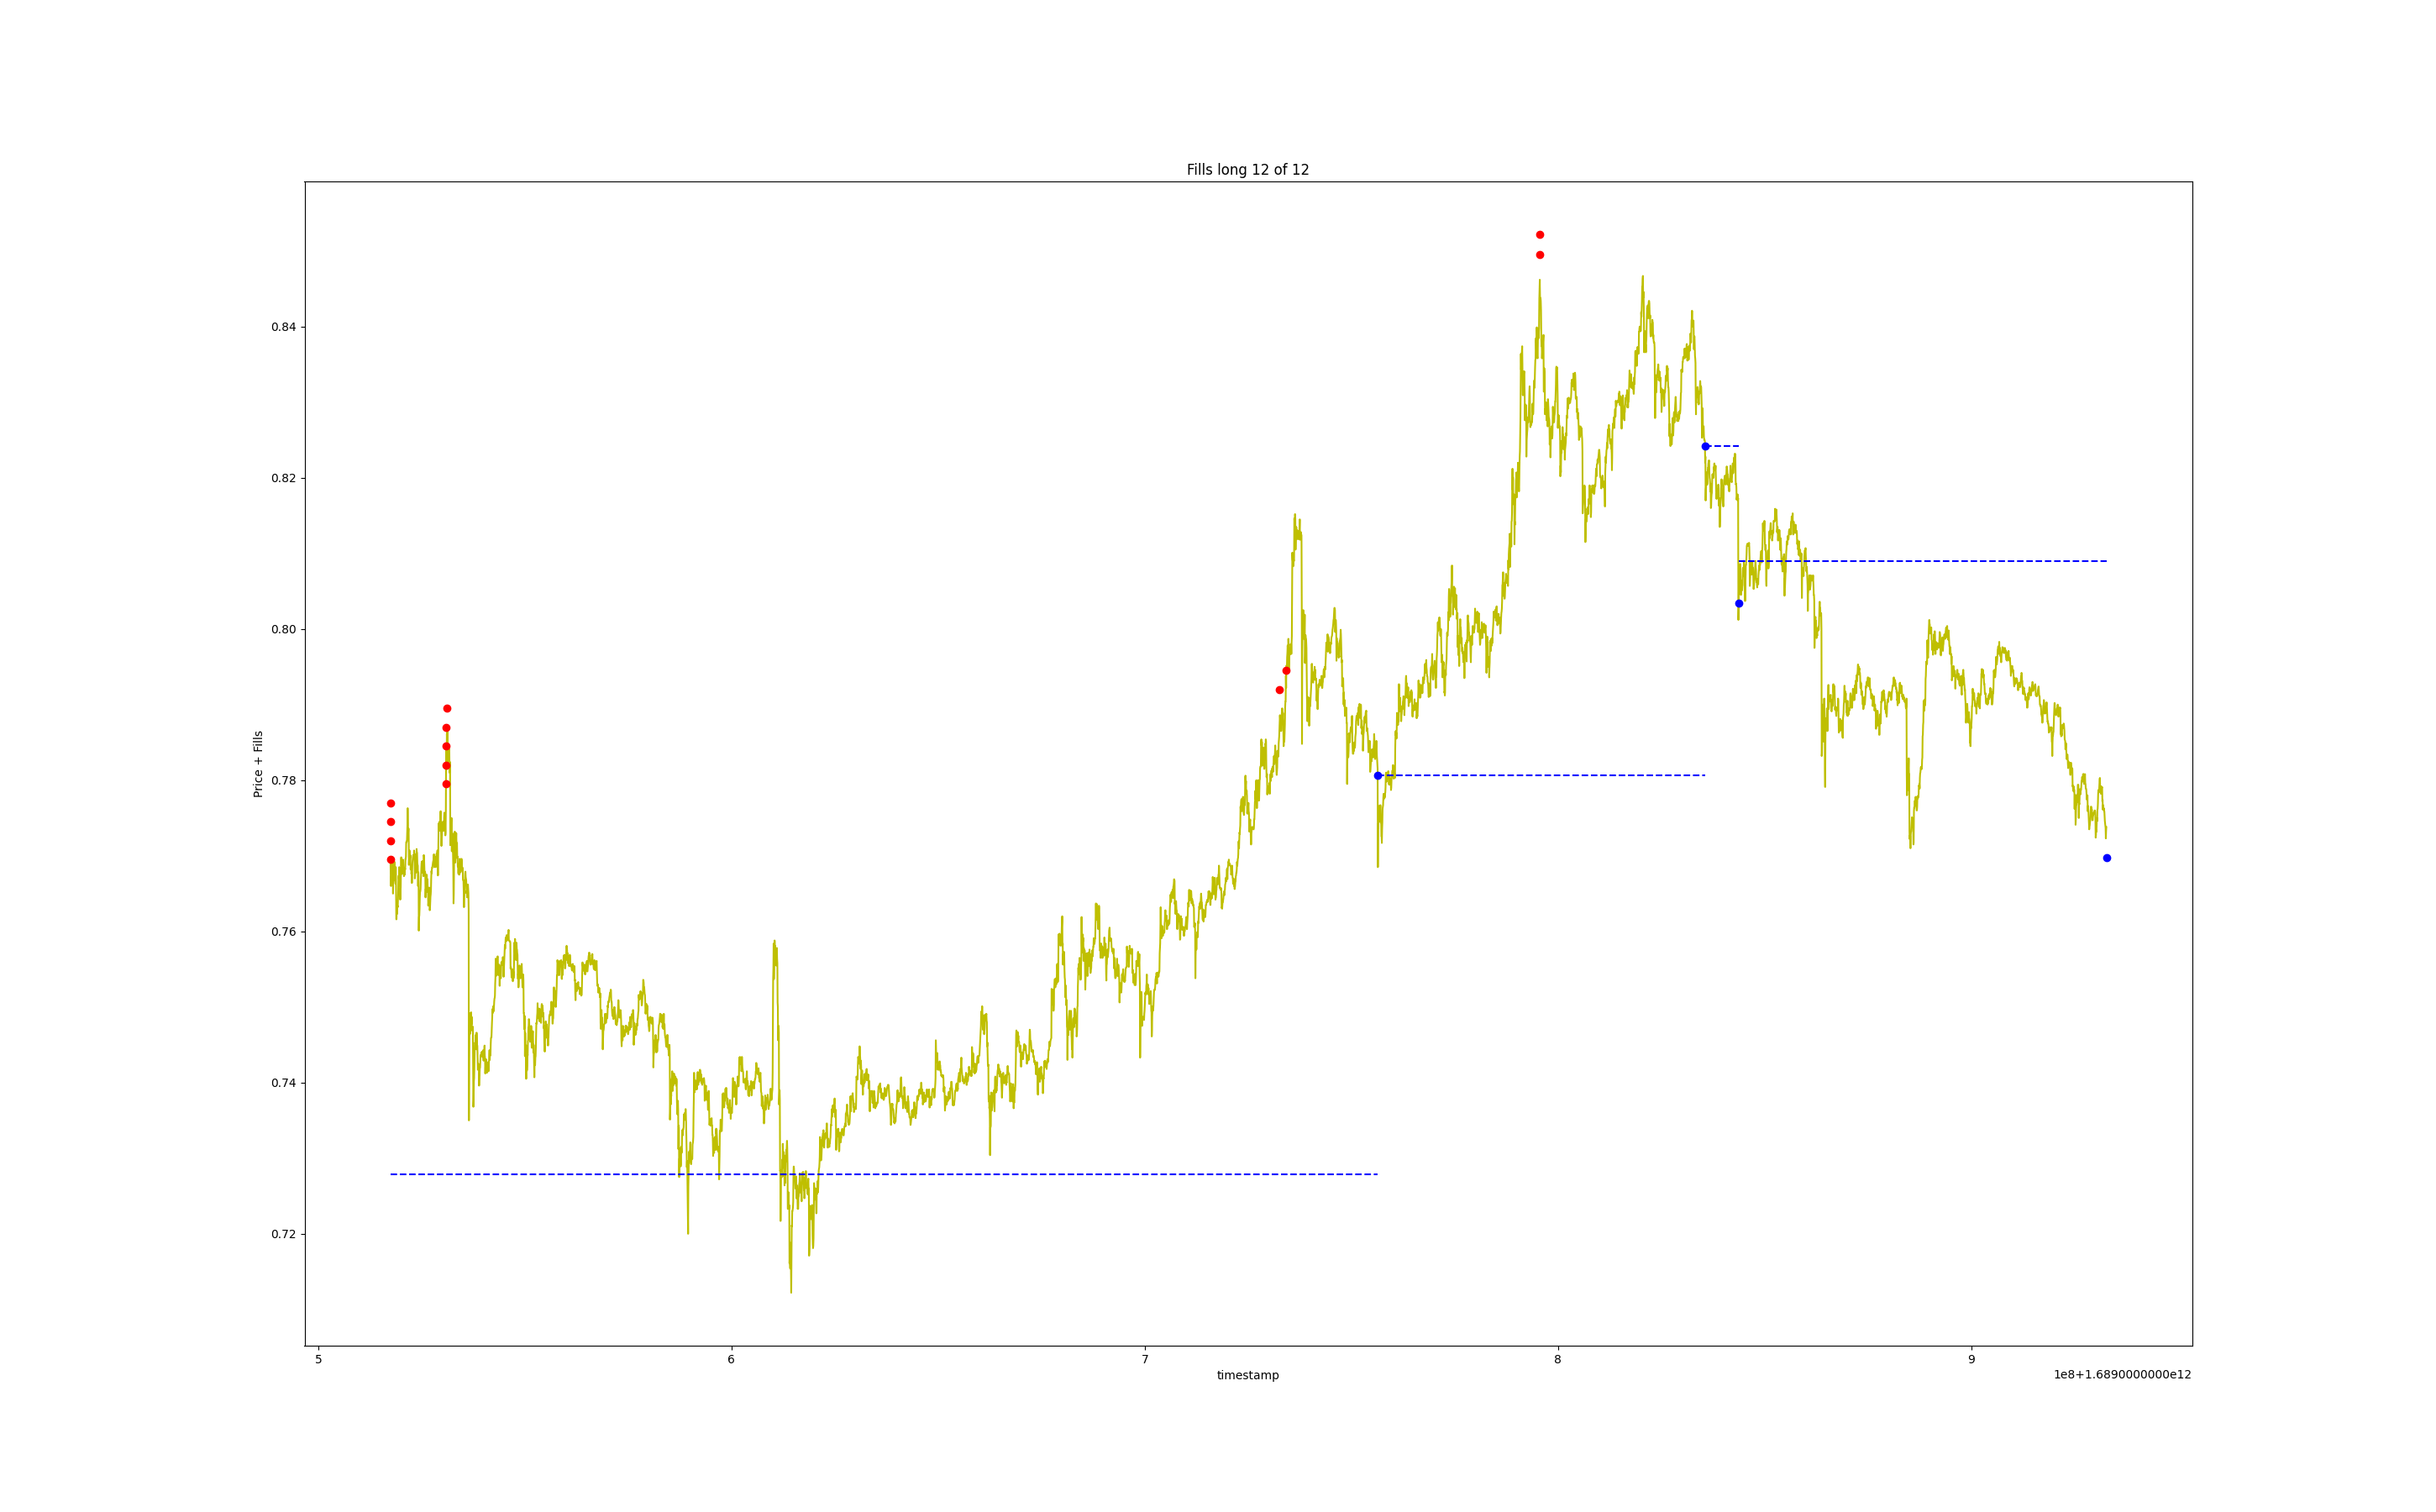 Fills long 12 of 12
Price + Fills
0.84
0.82
0.80
0.78
0.76
0.74
0.72
5 6 7 8 9
timestamp
1e8+1.6890000000e12